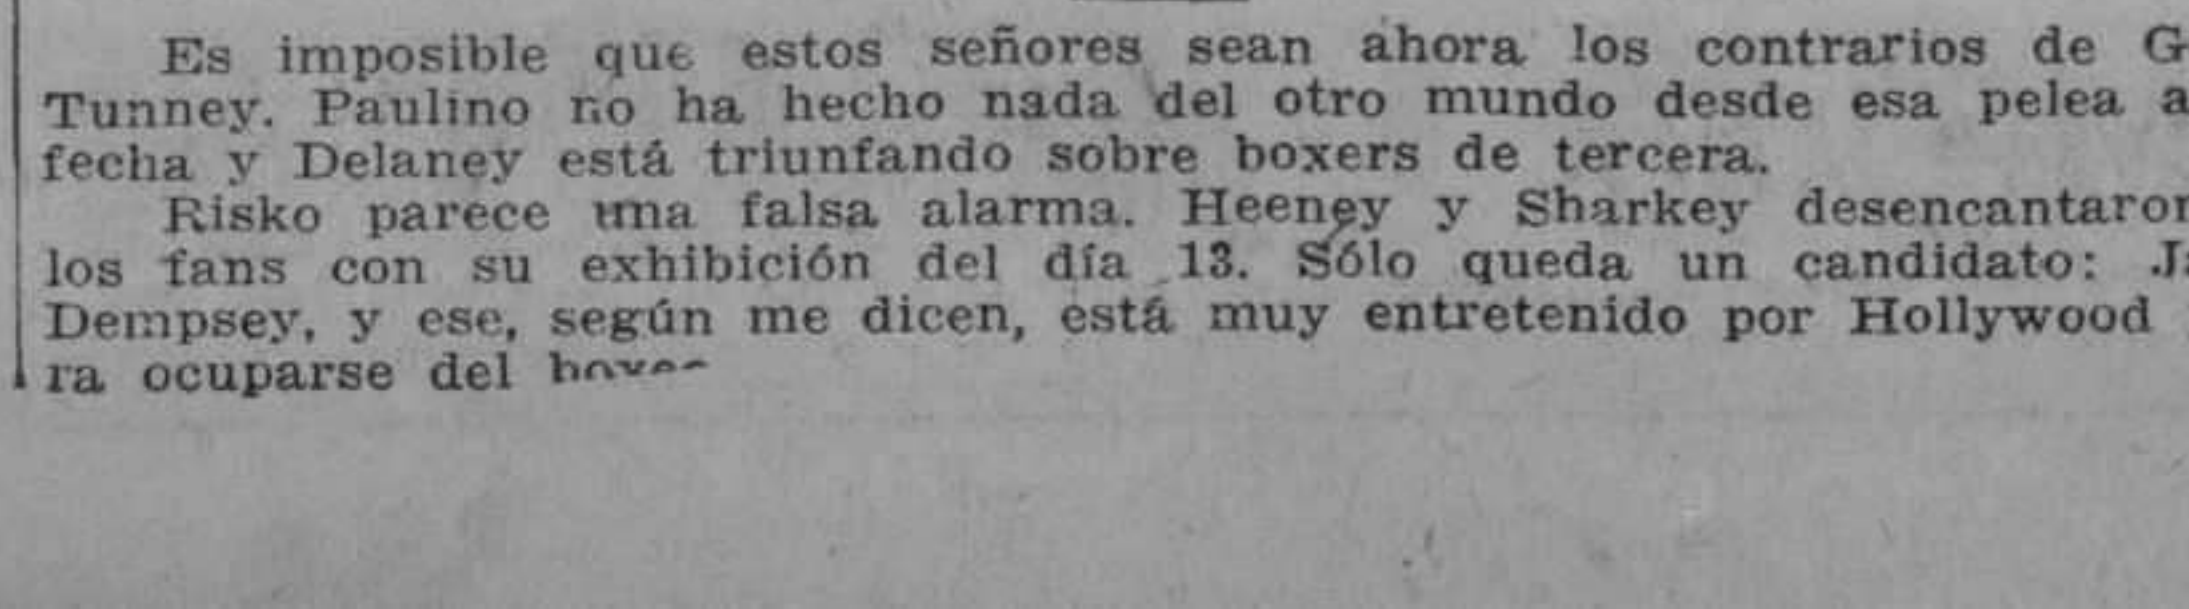 Es imposible que estos señores sean ahora los contrarios de
Tunney. Paulino no ha hecho nada del otro mundo desde esa pelea
fecha y Delaney está triunfando sobre boxers de tercera.
Risko parece una falsa alarma. Heeney y Sharkey desencantaron
los fans con su exhibición del día 13. Sólo queda un candidato:
Dempsey, y ese, según me dicen, está muy entretenido por Hollywood
ra ocuparse del